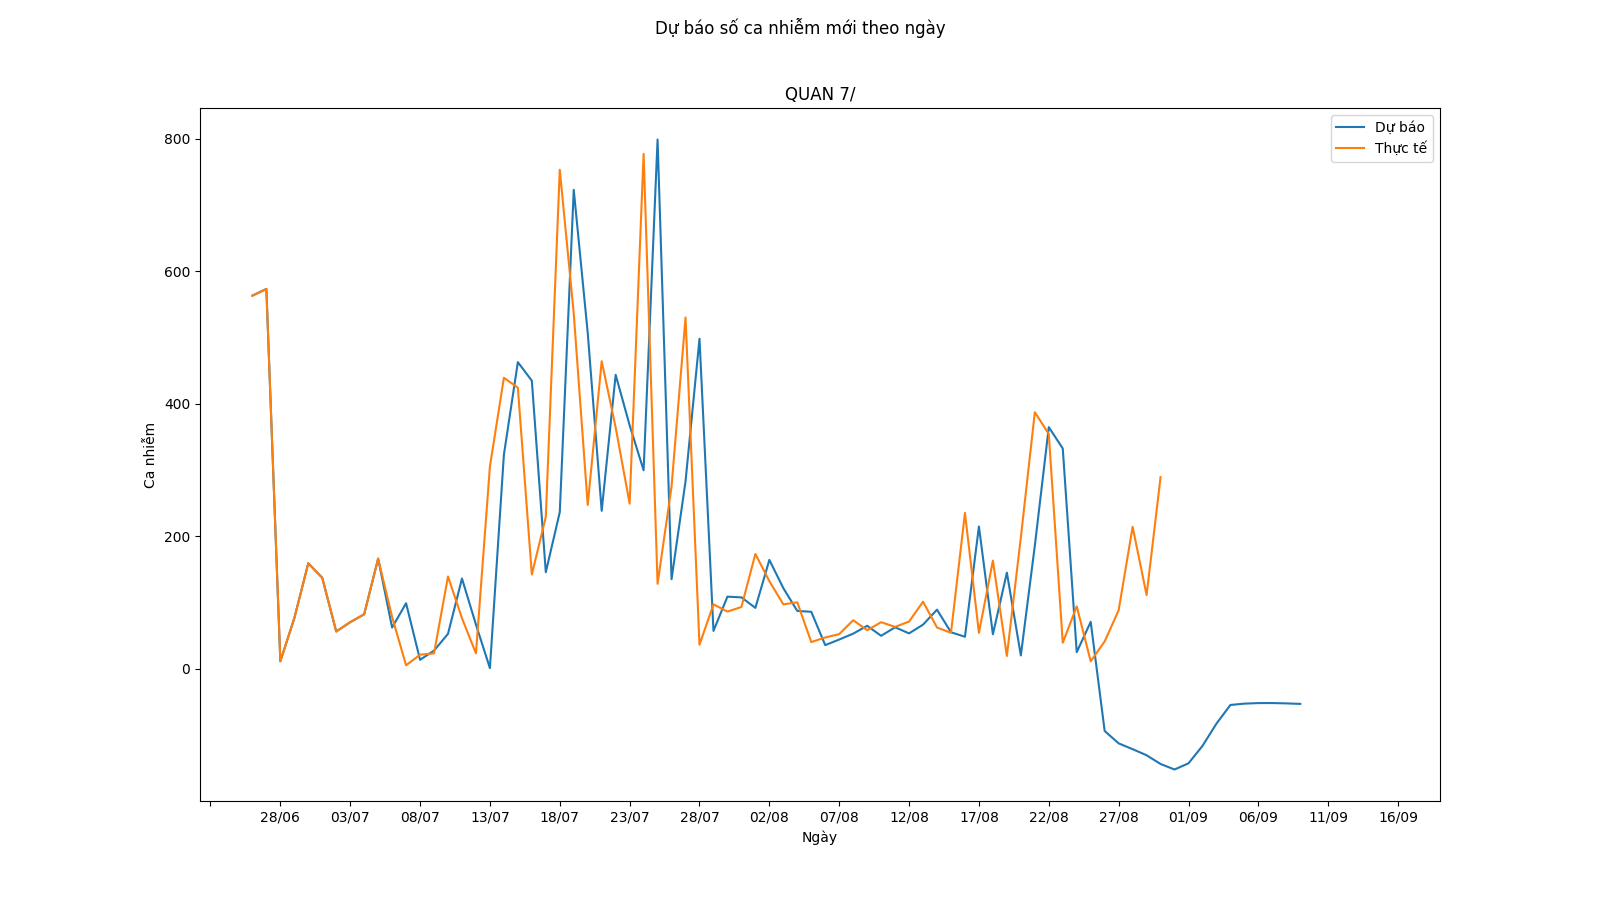 Dự báo số ca nhiễm mới theo ngày
QUAN 7/
Dự báo
Thực tế
800
600
400
200
0
Ca nhiễm
28/06 03/07 08/07 13/07 18/07 23/07 28/07 02/08 07/08 12/08 17/08 22/08 27/08 01/09 06/09 11/09 16/09
Ngày